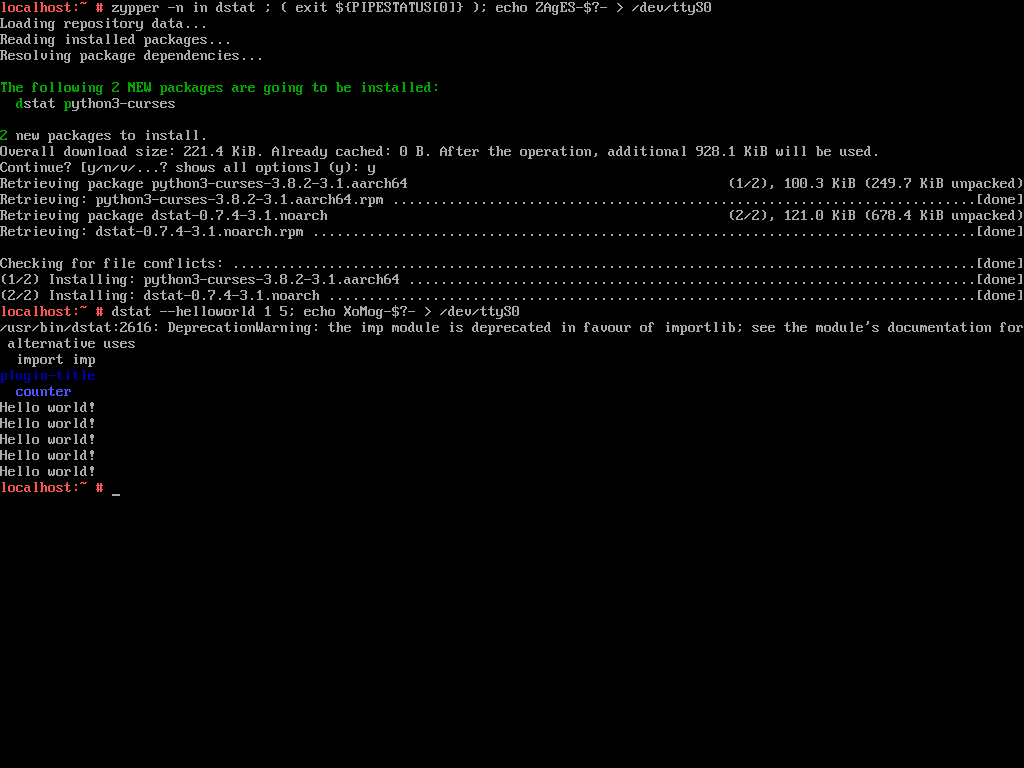 localhost:~ # zypper -n in dstat ; ( exit ${PIPESTATUS[0]} ); echo ZAgES-$?- > /dev/ttyS0
Loading repository data...
Reading installed packages...
Resolving package dependencies...
The following 2 NEW packages are going to be installed:
  dstat python3-curses
2 new packages to install.
Overall download size: 221.4 KiB. Already cached: 0 B. After the operation, additional 928.1 KiB will be used.
Continue? [y/n/v/...? shows all options] (y): y
Retrieving package python3-curses-3.8.2-3.1.aarch64 (1/2), 100.3 KiB (249.7 KiB unpacked)
Retrieving: python3-curses-3.8.2-3.1.aarch64.rpm .........................................................................[done]
Retrieving package dstat-0.7.4-3.1.noarch (2/2), 121.0 KiB (678.4 KiB unpacked)
Retrieving: dstat-0.7.4-3.1.noarch.rpm ...................................................................................[done]
Checking for file conflicts: .............................................................................................[done]
(1/2) Installing: python3-curses-3.8.2-3.1.aarch64 .......................................................................[done]
(2/2) Installing: dstat-0.7.4-3.1.noarch .................................................................................[done]
localhost:~ # dstat --helloworld 1 5; echo XoMog-$?- > /dev/ttyS0
/usr/bin/dstat:2616: DeprecationWarning: the imp module is deprecated in favour of importlib; see the module's documentation for
 alternative uses
  import imp
plugin-title
  counter
Hello world!
Hello world!
Hello world!
Hello world!
Hello world!
localhost:~ # _